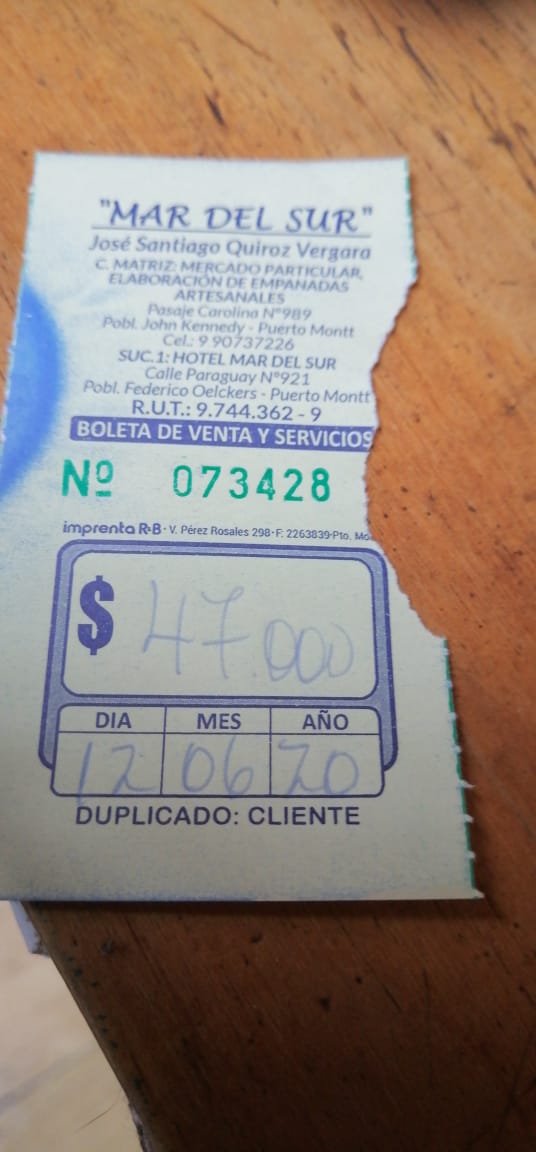 "MAR DEL SUR"
José Santiago Quiroz Vergara
C. MATRIZ: MERCADO PARTICULAR,
ELABORACIÓN DE EMPANADAS
ARTESANALES
Pasaje Carolina N°989
Pobl. John Kennedy - Puerto Montt
Cel.: 9 90737226
SUC.1: HOTEL MAR DEL SUR
Calle Paraguay N°921
Pobl. Federico Oelckers - Puerto Montt
R.U.T.: 9.744.362 - 9
BOLETA DE VENTA Y SERVICIOS
Nº 073428
imprenta R&B · V. Pérez Rosales 298 · F: 2263839 · Pto. Mo
$ 47.000
DIA MES AÑO
12 06 20
DUPLICADO: CLIENTE